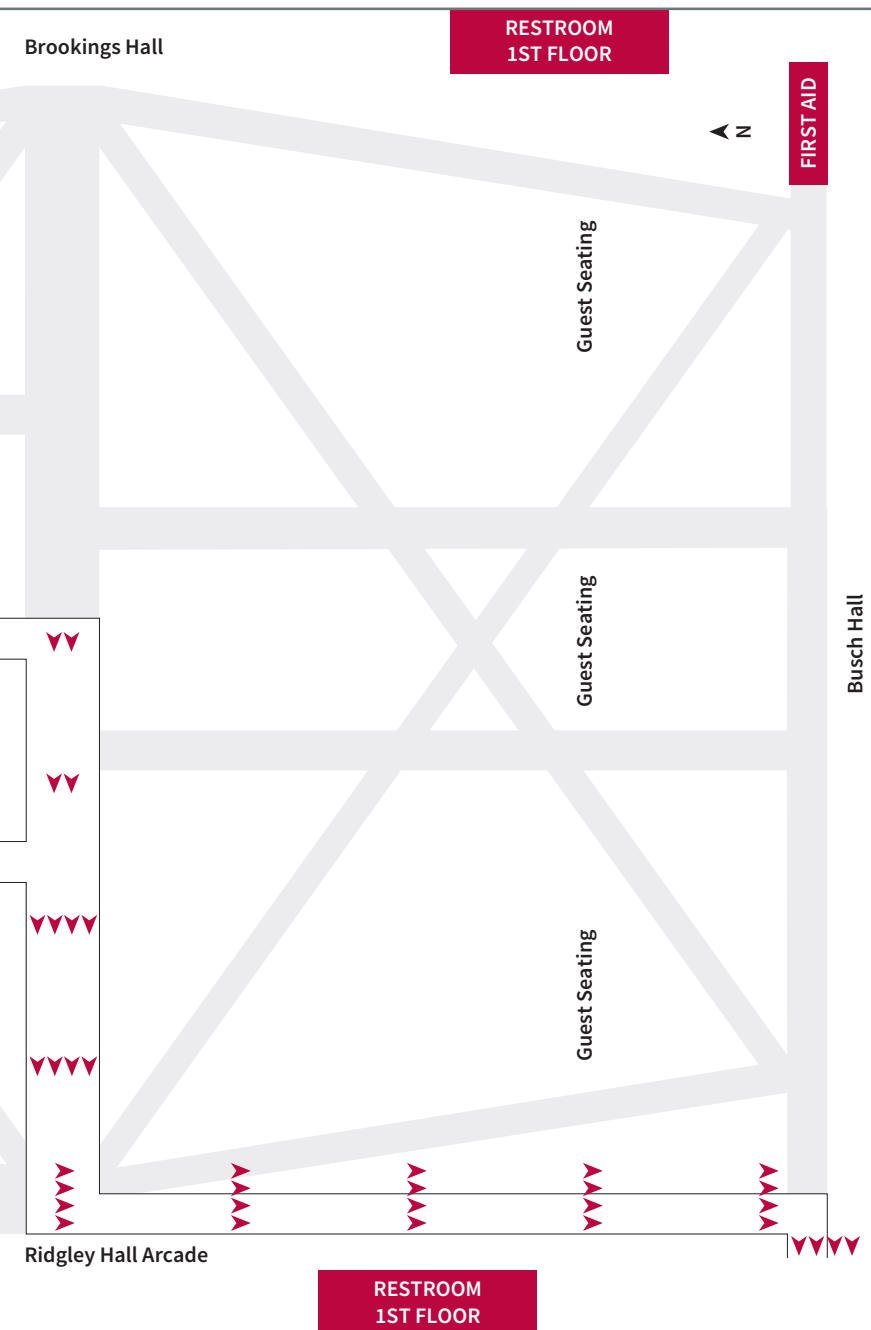 Brookings Hall
RESTROOM
1ST FLOOR
FIRST AID
N
Guest Seating
Guest Seating
Busch Hall
Guest Seating
Ridgley Hall Arcade
RESTROOM
1ST FLOOR